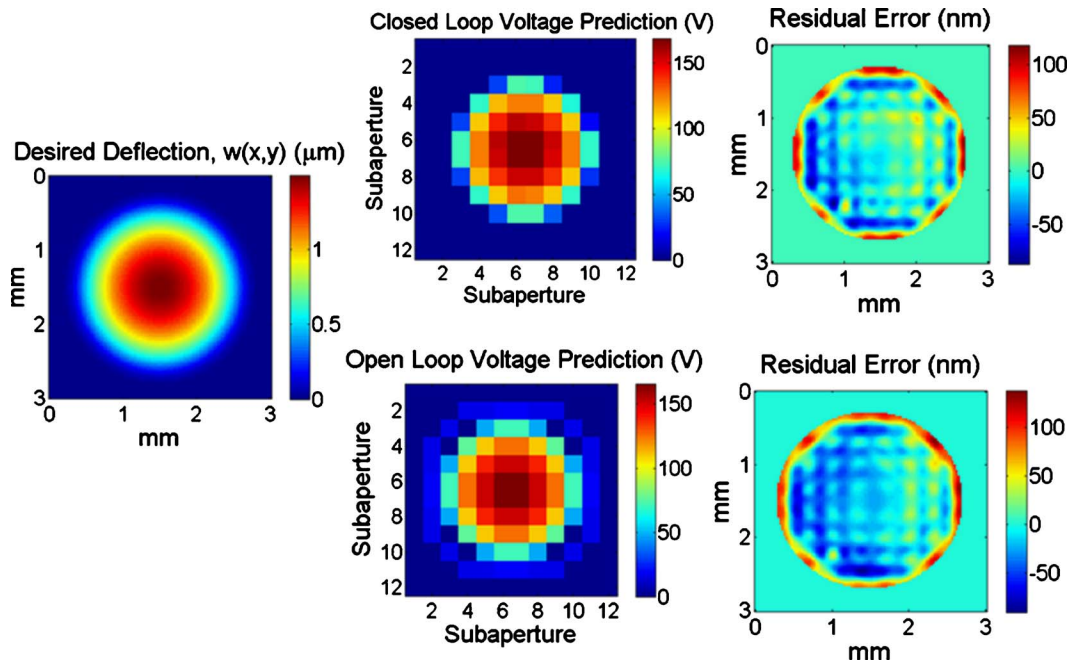 Closed Loop Voltage Prediction (V)
Residual Error (nm)
Desired Deflection, w(x,y) (μm)
Subaperture
2
4
6
8
10
12
2 4 6 8 10 12
Subaperture
150
100
50
0
mm
0
1
2
3
0 1 2 3
mm
100
50
0
-50
mm
0
1
2
3
0 1 2 3
mm
1
0.5
0
Open Loop Voltage Prediction (V)
Residual Error (nm)
Subaperture
2
4
6
8
10
12
2 4 6 8 10 12
Subaperture
150
100
50
0
mm
0
1
2
3
0 1 2 3
mm
100
50
0
-50